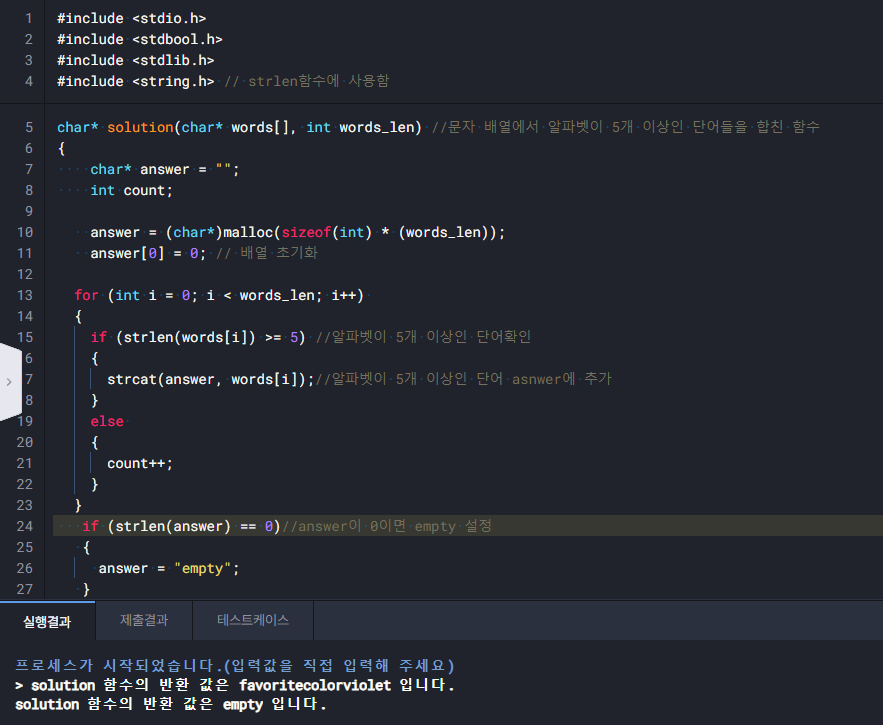 1 #include <stdio.h>
2 #include <stdbool.h>
3 #include <stdlib.h>
4 #include <string.h> // strlen함수에 사용함
5 char* solution(char* words[], int words_len) //문자 배열에서 알파벳이 5개 이상인 단어들을 합친 함수
6 {
7 char* answer = "";
8 int count;
9
10 answer = (char*)malloc(sizeof(int) * (words_len));
11 answer[0] = 0; // 배열 초기화
12
13 for (int i = 0; i < words_len; i++)
14 {
15 if (strlen(words[i]) >= 5) //알파벳이 5개 이상인 단어확인
6 {
7 strcat(answer, words[i]);//알파벳이 5개 이상인 단어 asnwer에 추가
8 }
19 else
20 {
21 count++;
22 }
23 }
24 if (strlen(answer) == 0)//answer이 0이면 empty 설정
25 {
26 answer = "empty";
27 }
실행결과 제출결과 테스트케이스
프로세스가 시작되었습니다.(입력값을 직접 입력해 주세요)
> solution 함수의 반환 값은 favoritecolorviolet 입니다.
solution 함수의 반환 값은 empty 입니다.